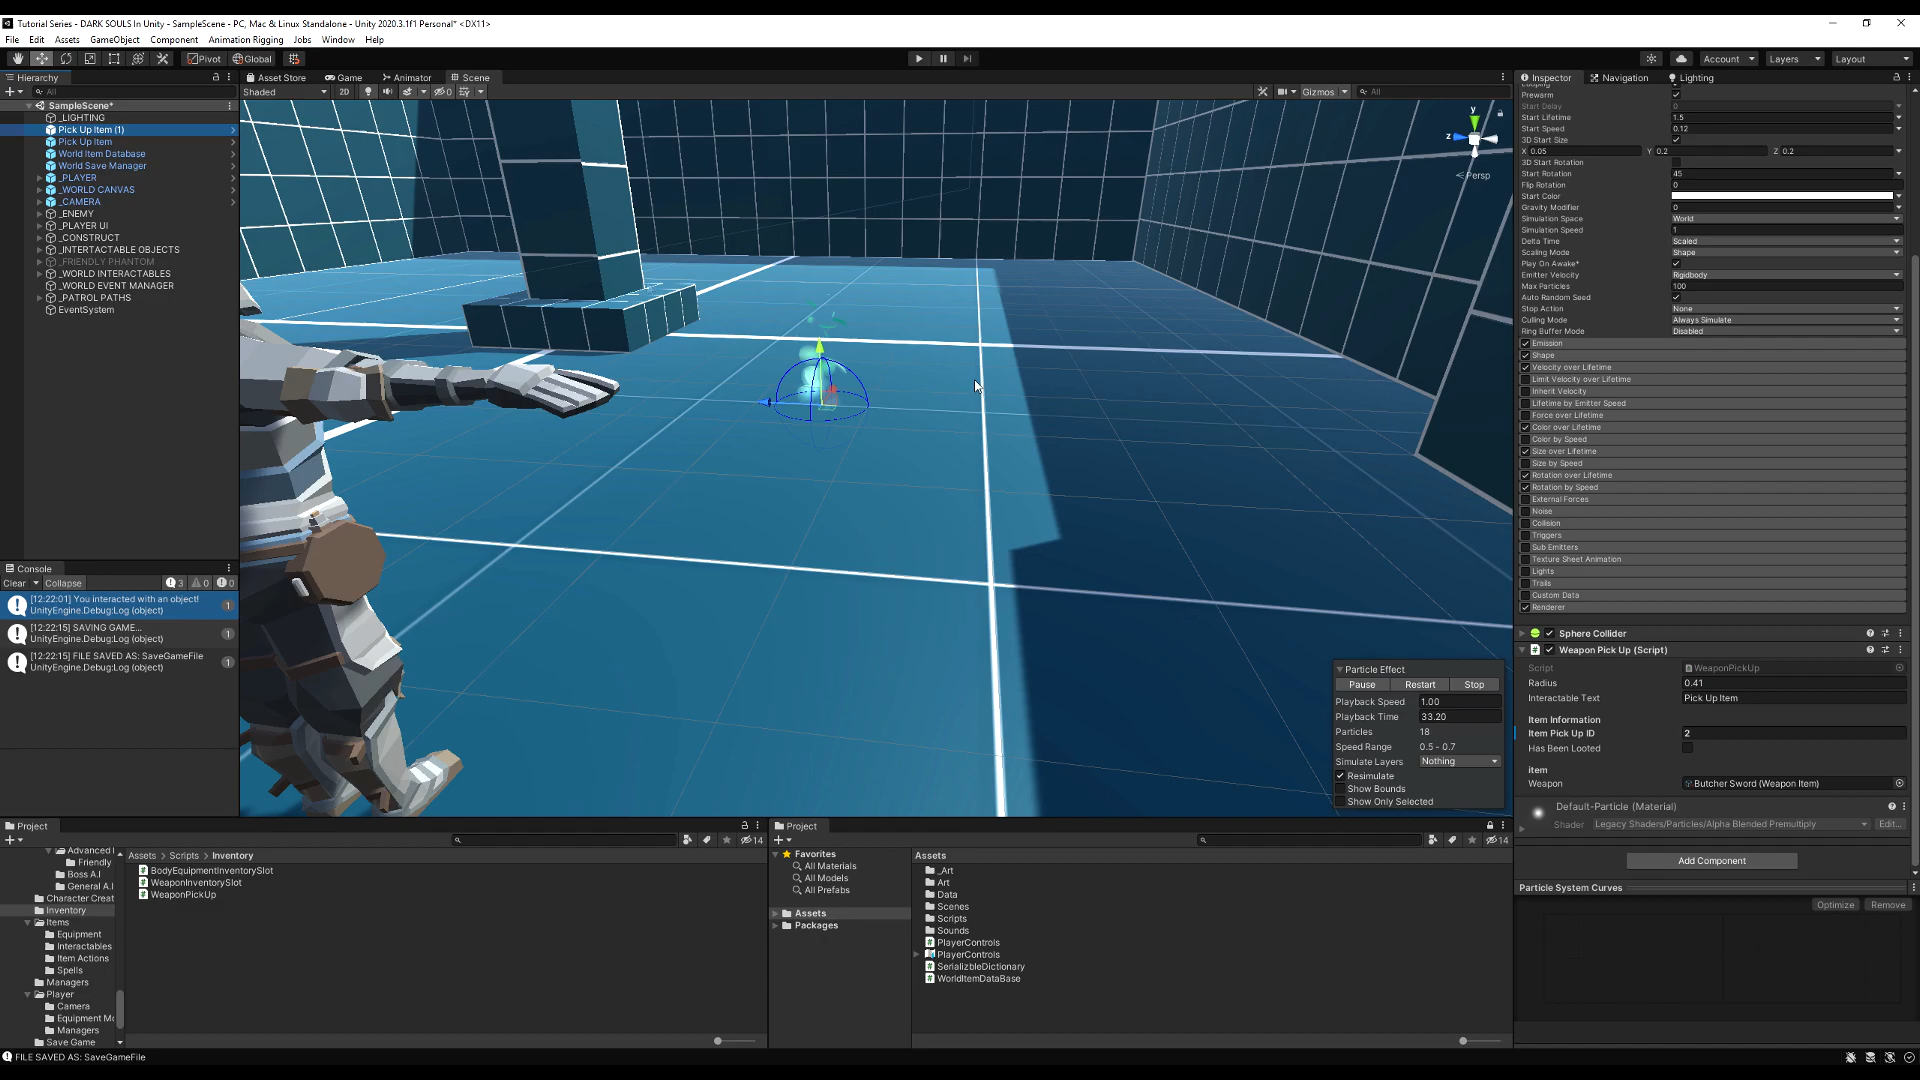 Tutorial Series - DARK SOULS In Unity - SampleScene - PC, Mac & Linux Standalone - Unity 2020.3.1f1 Personal* <DX11>
File Edit Assets GameObject Component Animation Rigging Jobs Window Help
Pivot Global Account Layers Layout
Hierarchy
All
SampleScene*
_LIGHTING
Pick Up Item (1)
Pick Up Item
World Item Database
World Save Manager
_PLAYER
_WORLD CANVAS
_CAMERA
_ENEMY
_PLAYER UI
_CONSTRUCT
_INTERTACTABLE OBJECTS
_FRIENDLY PHANTOM
_WORLD INTERACTABLES
_WORLD EVENT MANAGER
_PATROL PATHS
EventSystem
Asset Store Game Animator Scene
Shaded 2D 0 Gizmos All
y
z
Persp
Particle Effect
Pause Restart Stop
Playback Speed 1.00
Playback Time 33.20
Particles 18
Speed Range 0.5 - 0.7
Simulate Layers Nothing
Resimulate
Show Bounds
Show Only Selected
Inspector Navigation Lighting
Looping
Prewarm
Start Delay 0
Start Lifetime 1.5
Start Speed 0.12
3D Start Size
X 0.05 Y 0.2 Z 0.2
3D Start Rotation
Start Rotation 45
Flip Rotation 0
Start Color
Gravity Modifier 0
Simulation Space World
Simulation Speed 1
Delta Time Scaled
Scaling Mode Shape
Play On Awake*
Emitter Velocity Rigidbody
Max Particles 100
Auto Random Seed
Stop Action None
Culling Mode Always Simulate
Ring Buffer Mode Disabled
Emission
Shape
Velocity over Lifetime
Limit Velocity over Lifetime
Inherit Velocity
Lifetime by Emitter Speed
Force over Lifetime
Color over Lifetime
Color by Speed
Size over Lifetime
Size by Speed
Rotation over Lifetime
Rotation by Speed
External Forces
Noise
Collision
Triggers
Sub Emitters
Texture Sheet Animation
Lights
Trails
Custom Data
Renderer
Sphere Collider
Weapon Pick Up (Script)
Script WeaponPickUp
Radius 0.41
Interactable Text Pick Up Item
Item Information
Item Pick Up ID 2
Has Been Looted
item
Weapon Butcher Sword (Weapon Item)
Default-Particle (Material)
Shader Legacy Shaders/Particles/Alpha Blended Premultiply Edit...
Add Component
Particle System Curves
Optimize Remove
Console
Clear Collapse 3 0 0
[12:22:01] You interacted with an object! 1
UnityEngine.Debug:Log (object)
[12:22:15] SAVING GAME... 1
UnityEngine.Debug:Log (object)
[12:22:15] FILE SAVED AS: SaveGameFile 1
UnityEngine.Debug:Log (object)
Project
14
Advanced
Friendly
Boss A.I
General A.I
Character Creat
Inventory
Items
Equipment
Interactables
Item Actions
Spells
Managers
Player
Camera
Equipment Mo
Managers
Save Game
Assets > Scripts > Inventory
BodyEquipmentInventorySlot
WeaponInventorySlot
WeaponPickUp
Project
14
Favorites
All Materials
All Models
All Prefabs
Assets
Packages
Assets
_Art
Art
Data
Scenes
Scripts
Sounds
PlayerControls
PlayerControls
SerializbleDictionary
WorldItemDataBase
FILE SAVED AS: SaveGameFile